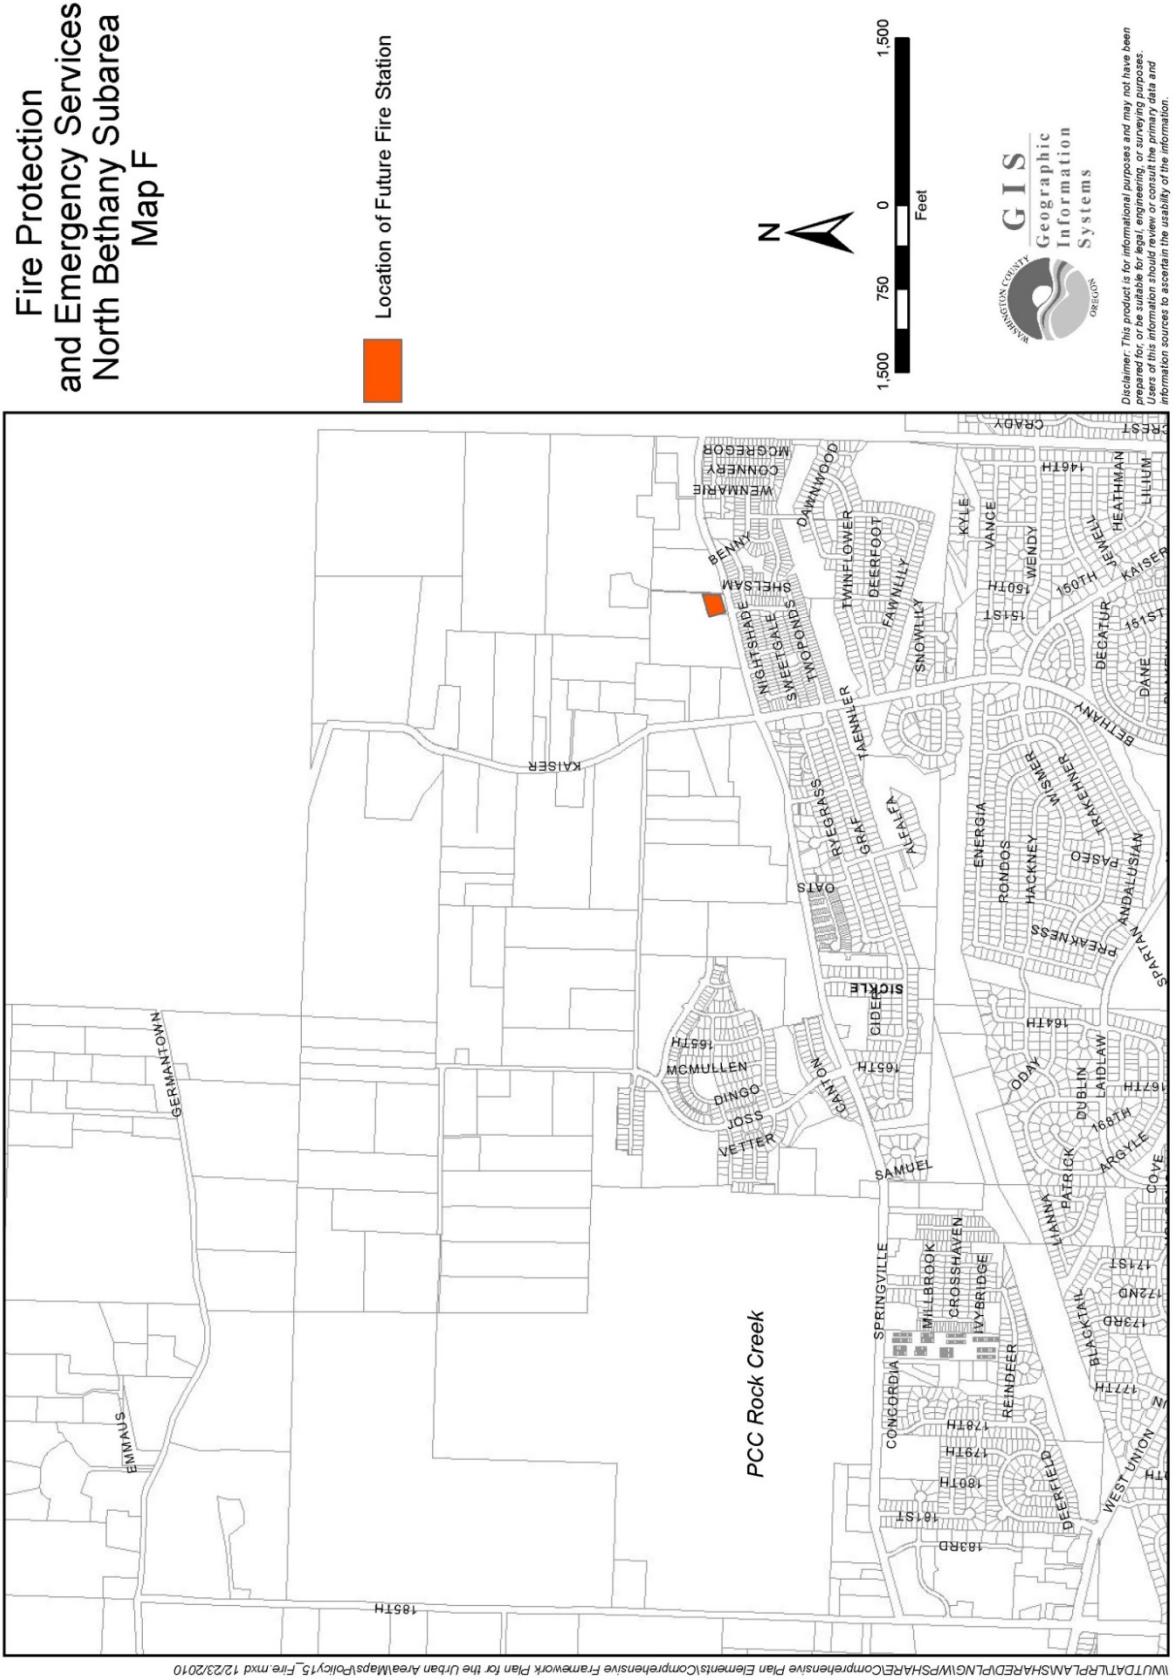 Fire Protection
and Emergency Services
North Bethany Subarea
Map F
Location of Future Fire Station
N
1,500
750
0
1,500
Feet
WASHINGTON COUNTY
OREGON
GIS
Geographic
Information
Systems
Disclaimer: This product is for informational purposes and may not have been
prepared for, or be suitable for legal, engineering, or surveying purposes.
Users of this information should review or consult the primary data and
information sources to ascertain the usability of the information.
GERMANTOWN
EMMAUS
185TH
KAISER
PCC Rock Creek
MCGREGOR
CONNERY
WENMARIE
BENNY
SHELSAM
DAWNWOOD
NIGHTSHADE
SWEETGALE
TWOPONDS
TWINFLOWER
DEERFOOT
FAWNLILY
SNOWLILY
TAENNLER
RYEGRASS
GRAF
ALFALFA
OATS
SICKLE
CIDER
165TH
165TH
MCMULLEN
DINGO
JOSS
VETTER
CANTON
SAMUEL
SPRINGVILLE
MILLBROOK
CROSSHAVEN
IVYBRIDGE
CONCORDIA
REINDEER
178TH
179TH
180TH
181ST
183RD
DEERFIELD
WEST UNION
177TH
BLACKTAIL
173RD
172ND
171ST
LIANNA
PATRICK
ARGYLE
COVE
168TH
167TH
DUBLIN
LAIDLAW
ODAY
164TH
PREAKNESS
SPARTAN
ANDALUSIAN
PASEO
HACKNEY
RONDOS
ENERGIA
TRAKEHNER
WISMER
BETHANY
DANE
DECATUR
151ST
151ST
150TH
150TH
KAISER
JEWELL
WENDY
VANCE
KYLE
146TH
HEATHMAN
LILIUM
CRADY
CREST